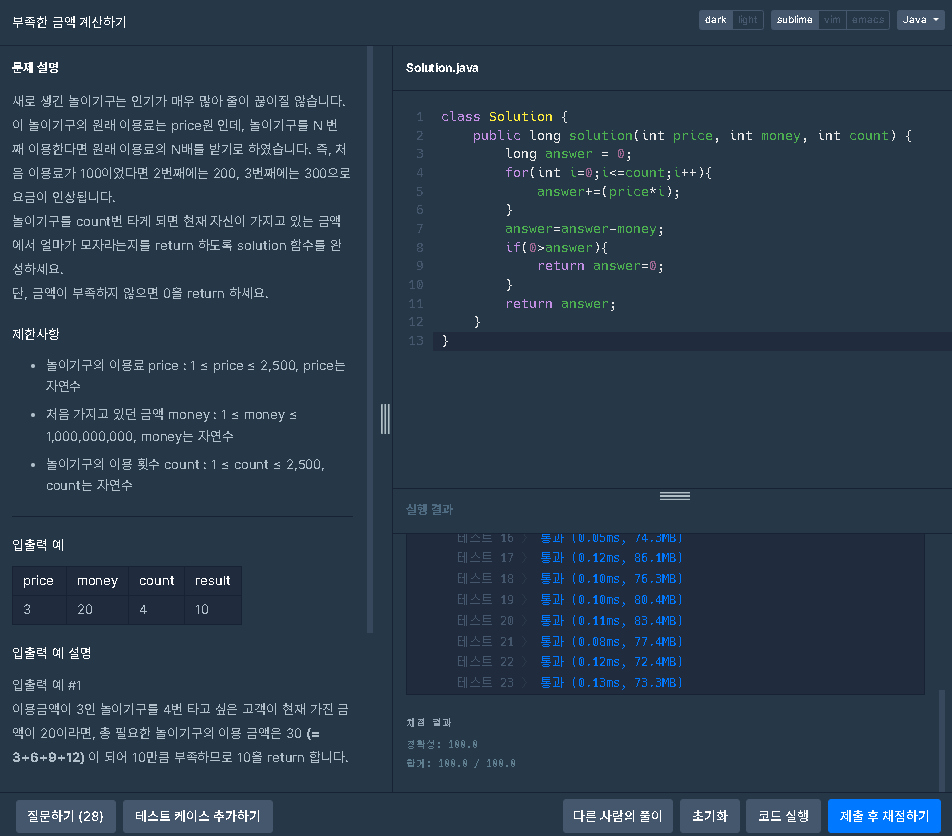 부족한 금액 계산하기
dark light sublime vim emacs Java
문제 설명
새로 생긴 놀이기구는 인기가 매우 많아 줄이 끊이질 않습니다.
이 놀이기구의 원래 이용료는 price원 인데, 놀이기구를 N 번
째 이용한다면 원래 이용료의 N배를 받기로 하였습니다. 즉, 처
음 이용료가 100이었다면 2번째에는 200, 3번째에는 300으로
요금이 인상됩니다.
놀이기구를 count번 타게 되면 현재 자신이 가지고 있는 금액
에서 얼마가 모자라는지를 return 하도록 solution 함수를 완
성하세요.
단, 금액이 부족하지 않으면 0을 return 하세요.
제한사항
• 놀이기구의 이용료 price : 1 ≤ price ≤ 2,500, price는
자연수
• 처음 가지고 있던 금액 money : 1 ≤ money ≤
1,000,000,000, money는 자연수
• 놀이기구의 이용 횟수 count : 1 ≤ count ≤ 2,500,
count는 자연수
입출력 예
price money count result
3 20 4 10
입출력 예 설명
입출력 예 #1
이용금액이 3인 놀이기구를 4번 타고 싶은 고객이 현재 가진 금
액이 20이라면, 총 필요한 놀이기구의 이용 금액은 30 (=
3+6+9+12) 이 되어 10만큼 부족하므로 10을 return 합니다.
Solution.java
1 class Solution {
2     public long solution(int price, int money, int count) {
3         long answer = 0;
4         for(int i=0;i<=count;i++){
5             answer+=(price*i);
6         }
7         answer=answer-money;
8         if(0>answer){
9             return answer=0;
10         }
11         return answer;
12     }
13 }
실행 결과
테스트 16 〉 통과 (0.05ms, 74.3MB)
테스트 17 〉 통과 (0.12ms, 86.1MB)
테스트 18 〉 통과 (0.10ms, 76.3MB)
테스트 19 〉 통과 (0.10ms, 80.4MB)
테스트 20 〉 통과 (0.11ms, 83.4MB)
테스트 21 〉 통과 (0.08ms, 77.4MB)
테스트 22 〉 통과 (0.12ms, 72.4MB)
테스트 23 〉 통과 (0.13ms, 73.3MB)
채점 결과
정확성: 100.0
합계: 100.0 / 100.0
질문하기 (28) 테스트 케이스 추가하기 다른 사람의 풀이 초기화 코드 실행 제출 후 채점하기